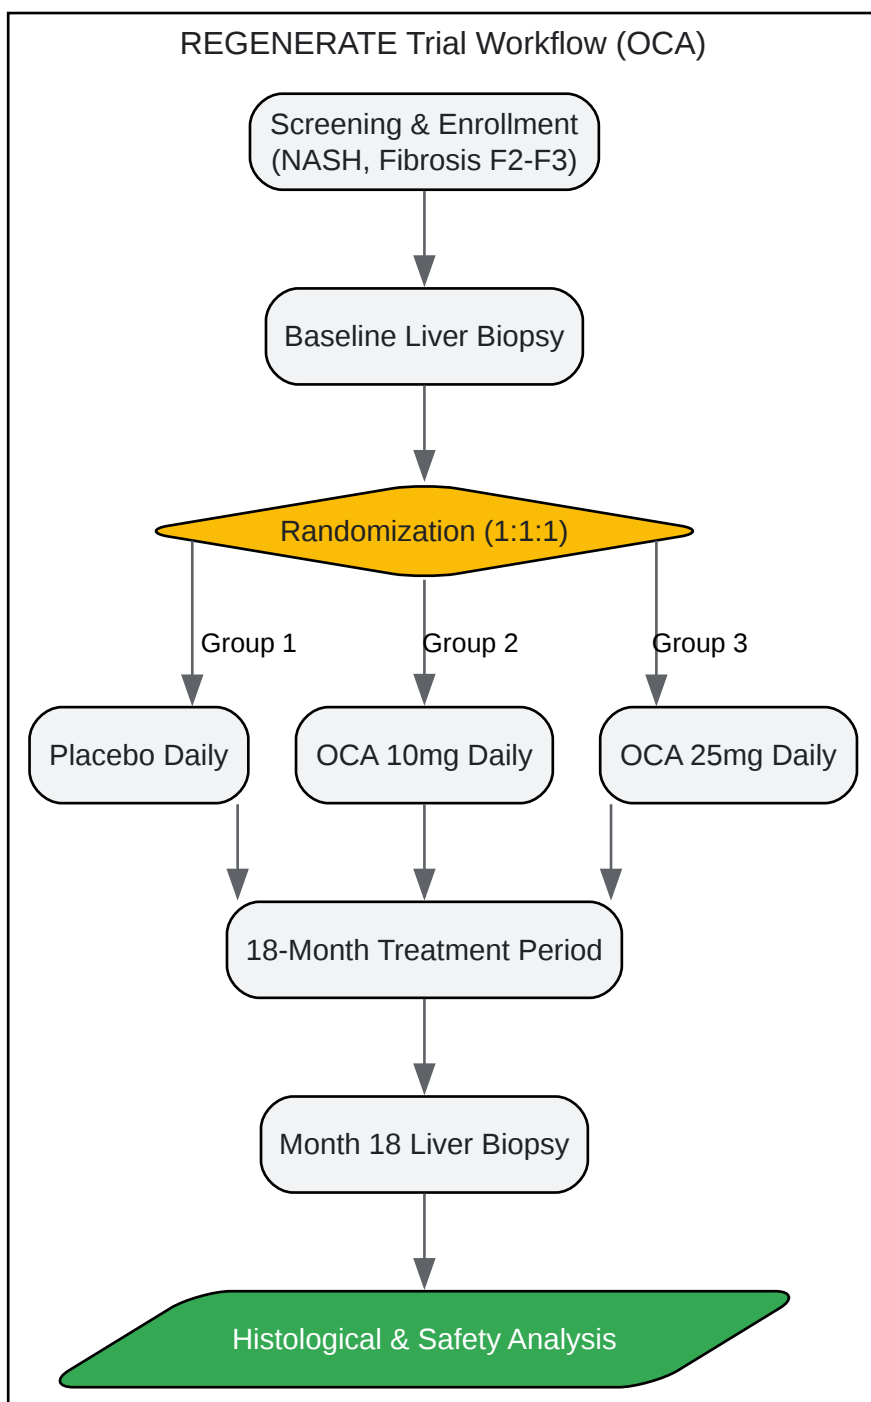 REGENERATE Trial Workflow (OCA)
Screening & Enrollment
(NASH, Fibrosis F2-F3)
Baseline Liver Biopsy
Randomization (1:1:1)
Group 1
Group 2
Group 3
Placebo Daily
OCA 10mg Daily
OCA 25mg Daily
18-Month Treatment Period
Month 18 Liver Biopsy
Histological & Safety Analysis